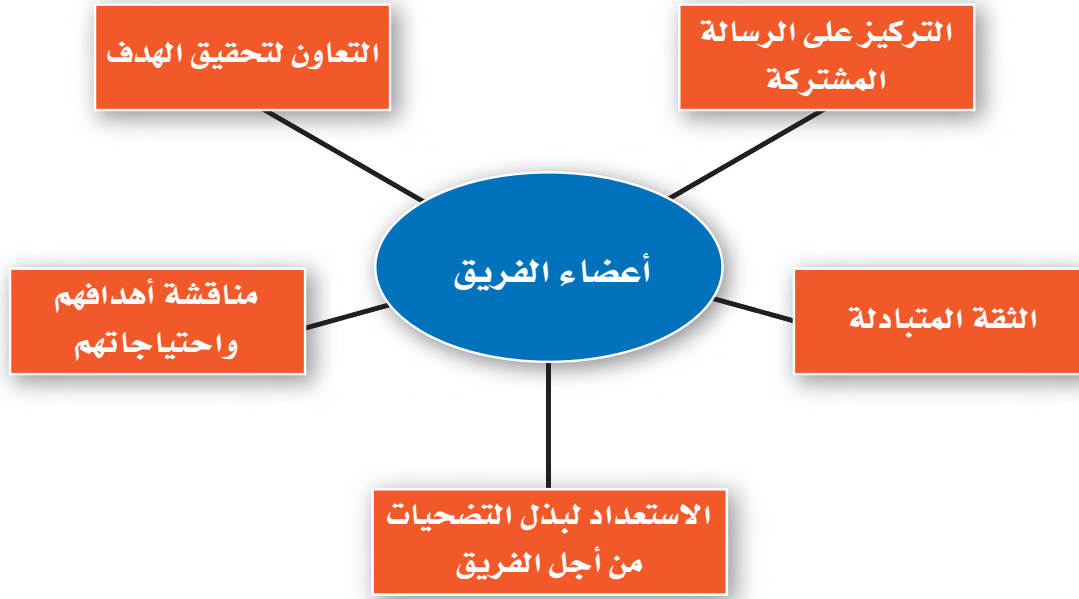 التركيز على الرسالة
المشتركة
التعاون لتحقيق الهدف
أعضاء الفريق
الثقة المتبادلة
مناقشة أهدافهم
واحتياجاتهم
الاستعداد لبذل التضحيات
من أجل الفريق